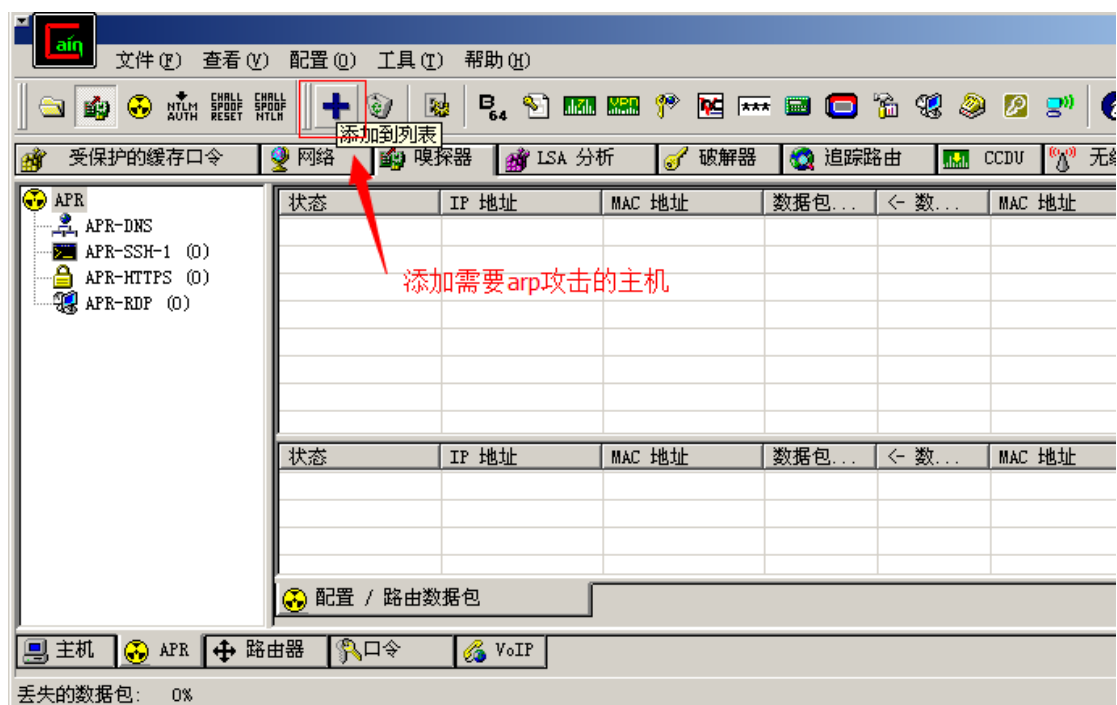 Cain
文件(F) 查看(V) 配置(O) 工具(T) 帮助(H)
NTLM AUTH CHALL SPOOF RESET CHALL SPOOF NTLM B64 VPN ***
添加到列表
受保护的缓存口令 网络 嗅探器 LSA 分析 破解器 追踪路由 CCDU 无线
APR
APR-DNS
APR-SSH-1 (0)
APR-HTTPS (0)
APR-RDP (0)
状态 IP 地址 MAC 地址 数据包... <- 数... MAC 地址
添加需要arp攻击的主机
状态 IP 地址 MAC 地址 数据包... <- 数... MAC 地址
配置 / 路由数据包
主机 APR 路由器 口令 VoIP
丢失的数据包: 0%